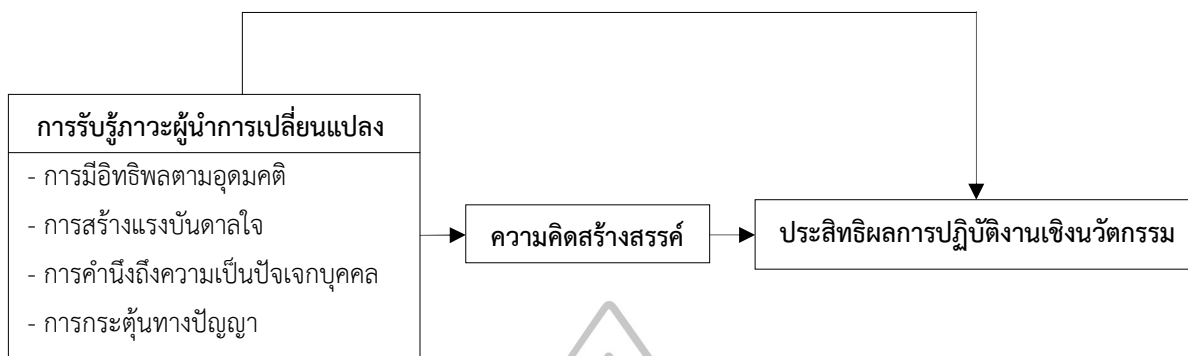 การรับรู้ภาวะผู้นำการเปลี่ยนแปลง
- การมีอิทธิพลตามอุดมคติ
- การสร้างแรงบันดาลใจ
- การคำนึงถึงความเป็นปัจเจกบุคคล
- การกระตุ้นทางปัญญา
ความคิดสร้างสรรค์
ประสิทธิผลการปฏิบัติงานเชิงนวัตกรรม